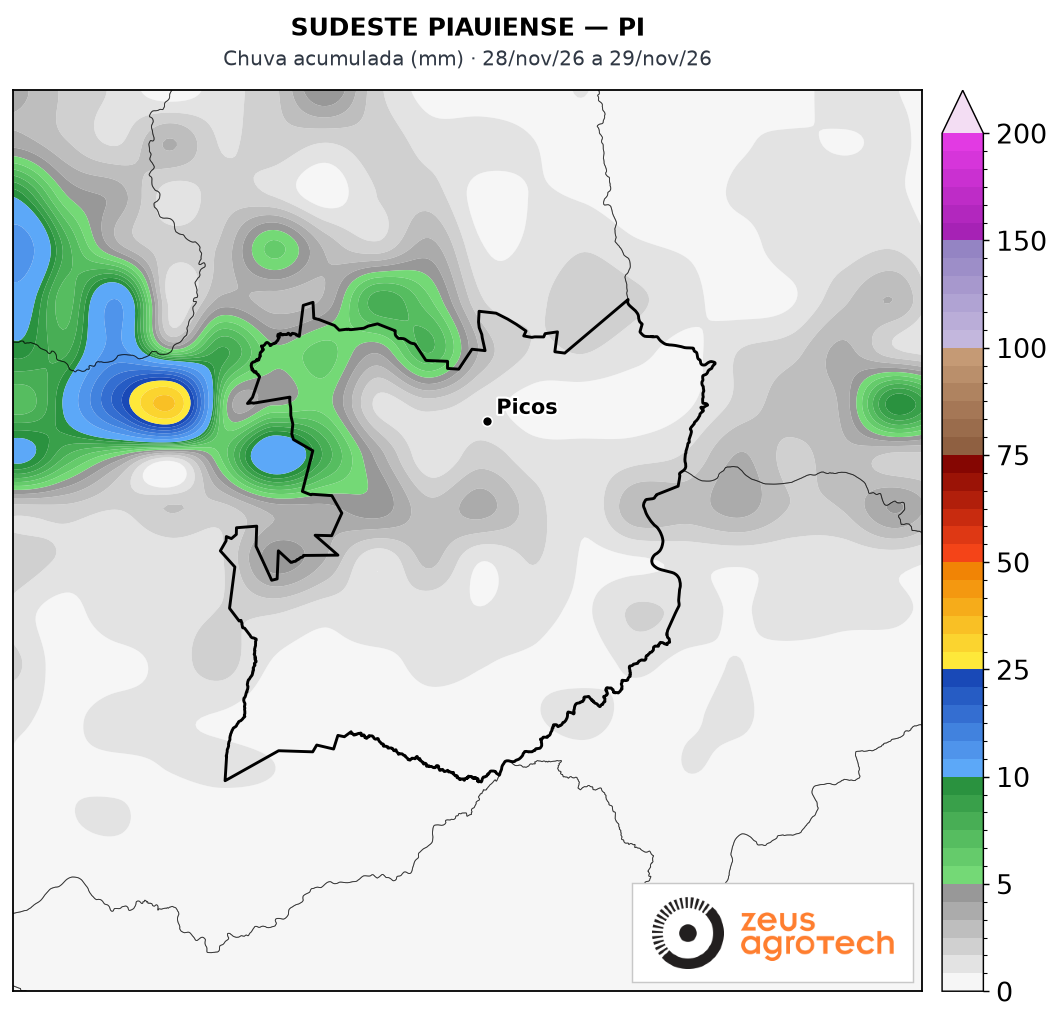 SUDESTE PIAUIENSE — PI
Chuva acumulada (mm) · 28/nov/26 a 29/nov/26
200
150
100
75
50
25
10
5
0
Picos
zeus
agrotech